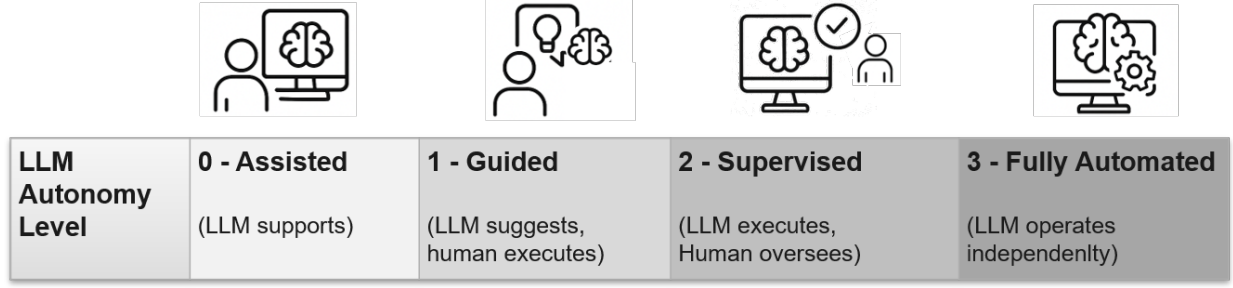 LLM
Autonomy
Level
0 - Assisted
(LLM supports)
1 - Guided
(LLM suggests,
human executes)
2 - Supervised
(LLM executes,
Human oversees)
3 - Fully Automated
(LLM operates
independenlty)